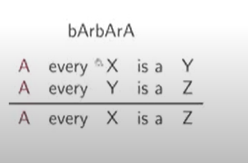 bArbArA
A every X is a Y
A every Y is a Z
A every X is a Z